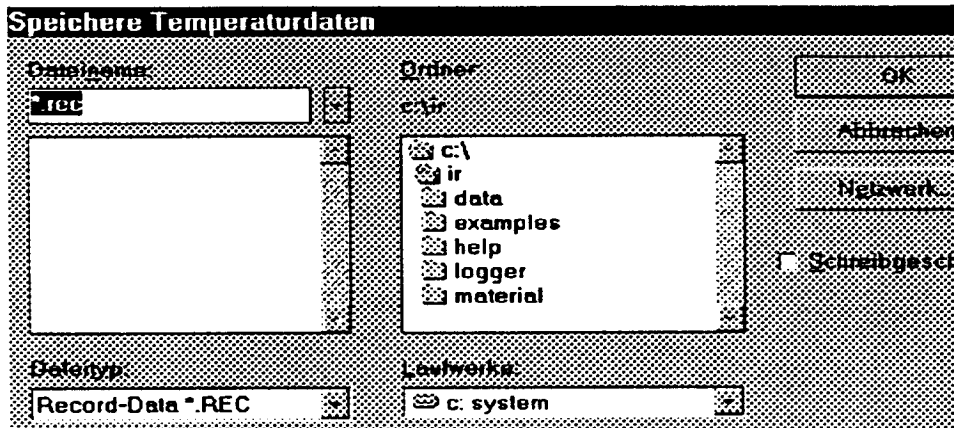 Speichere Temperaturdaten
Dateiname:
*.rec
Ordner:
c:\ir
OK
Abbrechen
Netzwerk...
c:\
ir
data
examples
help
logger
material
Schreibgesch
Dateityp:
Record-Data *.REC
Laufwerke:
c: system